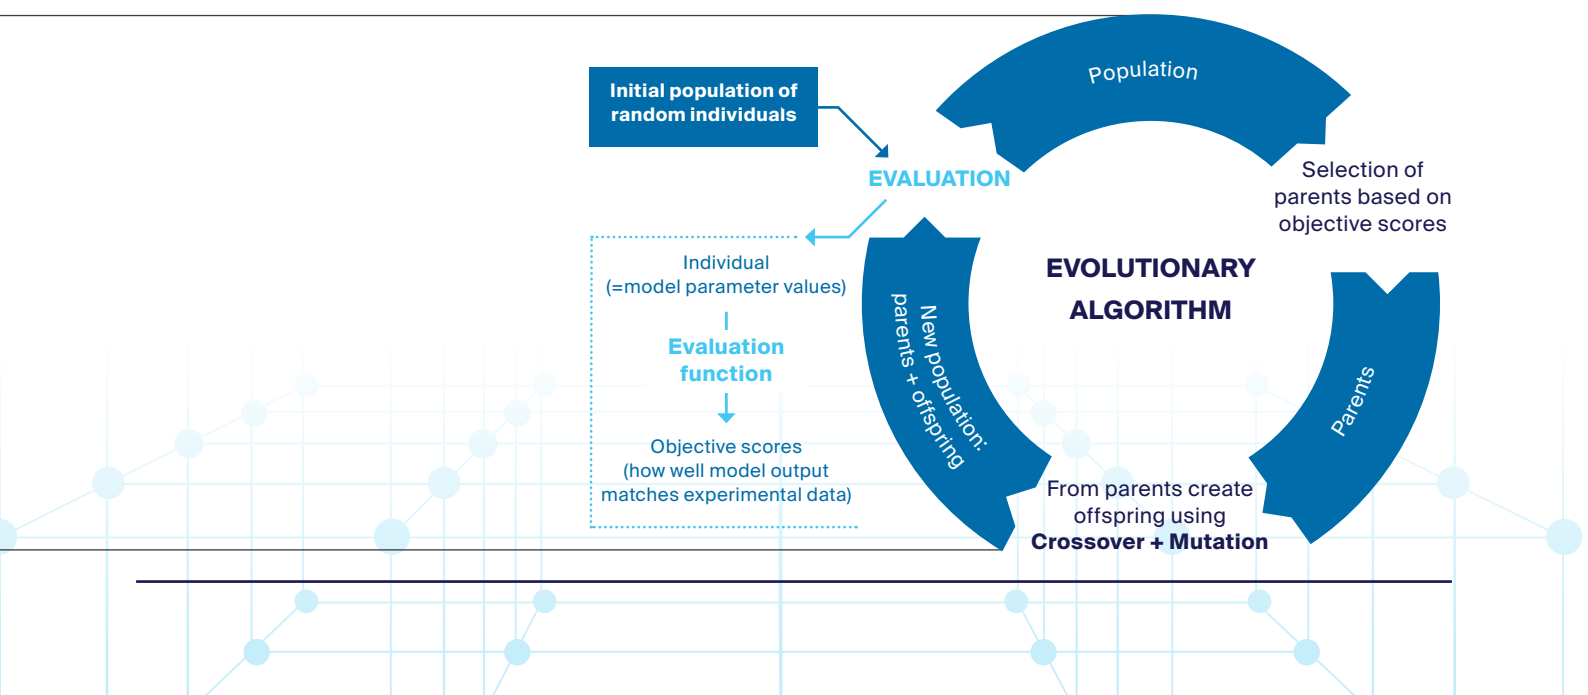 Population
Initial population of
random individuals
EVALUATION
Selection of
parents based on
objective scores
Individual
(=model parameter values)
Evaluation
function
Objective scores
(how well model output
matches experimental data)
EVOLUTIONARY
ALGORITHM
New population:
parents + offspring
Parents
From parents create
offspring using
Crossover + Mutation